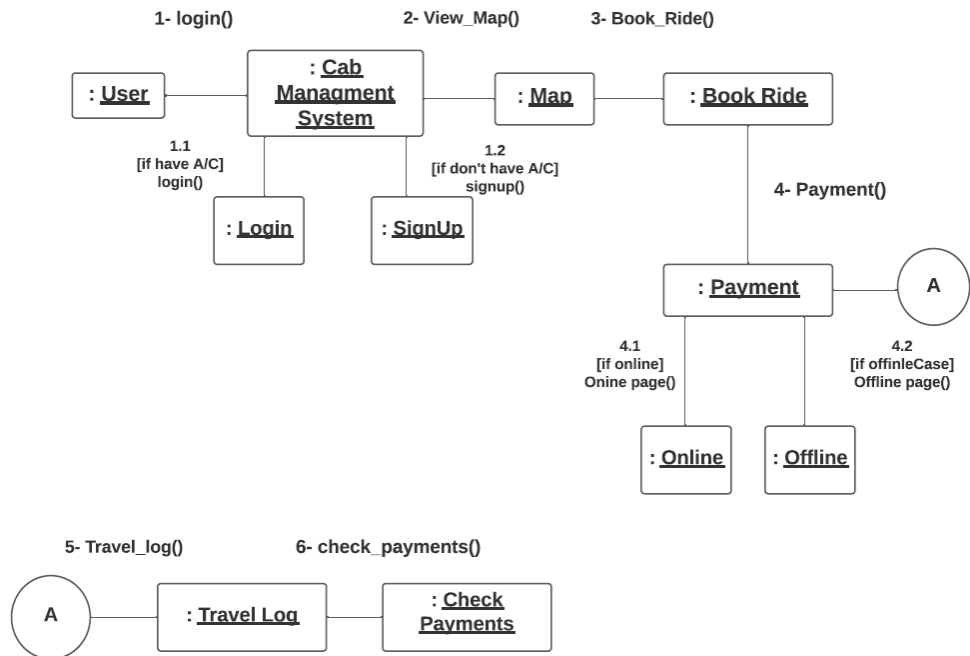 1- login()
2- View_Map()
3- Book_Ride()
: User
: Cab
Managment
System
: Map
: Book Ride
1.1
[if have A/C]
login()
1.2
[if don't have A/C]
signup()
4- Payment()
: Login
: SignUp
: Payment
A
4.1
[if online]
Onine page()
4.2
[if offinleCase]
Offline page()
: Online
: Offline
5- Travel_log()
6- check_payments()
A
: Travel Log
: Check
Payments